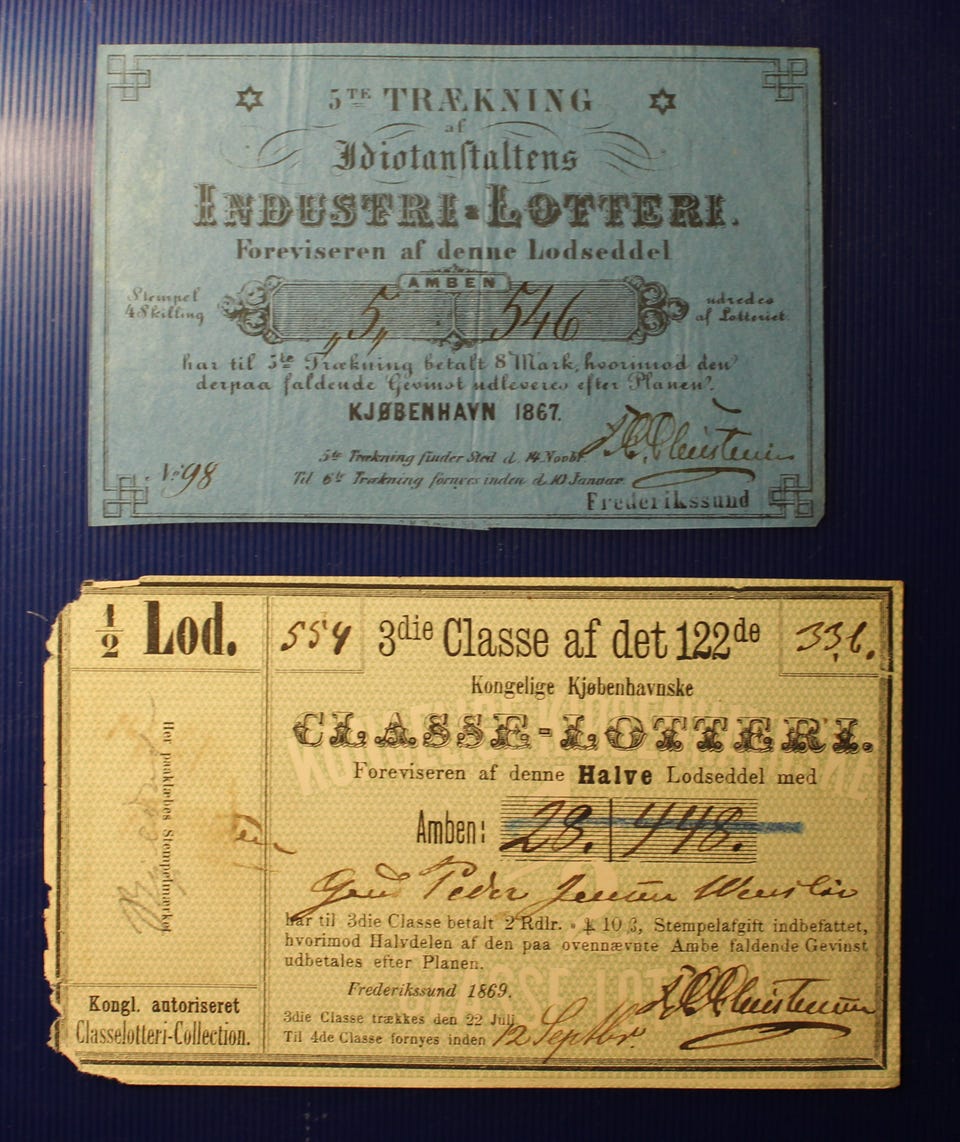 5TE TRÆKNING
af
Idiotanstaltens
INDUSTRI-LOTTERI.
Foreviseren af denne Lodseddel
AMBEN
Stempel
4 Skilling
„5„ 546
udredes
af Lotteriet.
har til 5te Trækning betalt 8 Mark, hvorimod den
derpaa faldende Gevinst udleveres efter Planen.
KJØBENHAVN 1867.
5te Trækning finder Sted d. 14. Novbr.
Til 6te Trækning fornyes inden d. 10 Januar.
No 98
Frederikssund
1/2 Lod.
554
3die Classe af det 122de
336.
Kongelige Kjøbenhavnske
CLASSE-LOTTERI.
Foreviseren af denne Halve Lodseddel med
Amben: 28. 448.
Her paaklæbes Stempelmærket
Peder Jensen
har til 3die Classe betalt 2 Rdlr. 10 ß, Stempelafgift indbefattet,
hvorimod Halvdelen af den paa ovennævnte Ambe faldende Gevinst
udbetales efter Planen.
Frederikssund 1869.
3die Classe trækkes den 22 Juli
Til 4de Classe fornyes inden 12 Septbr.
Kongl. autoriseret
Classelotteri-Collection.